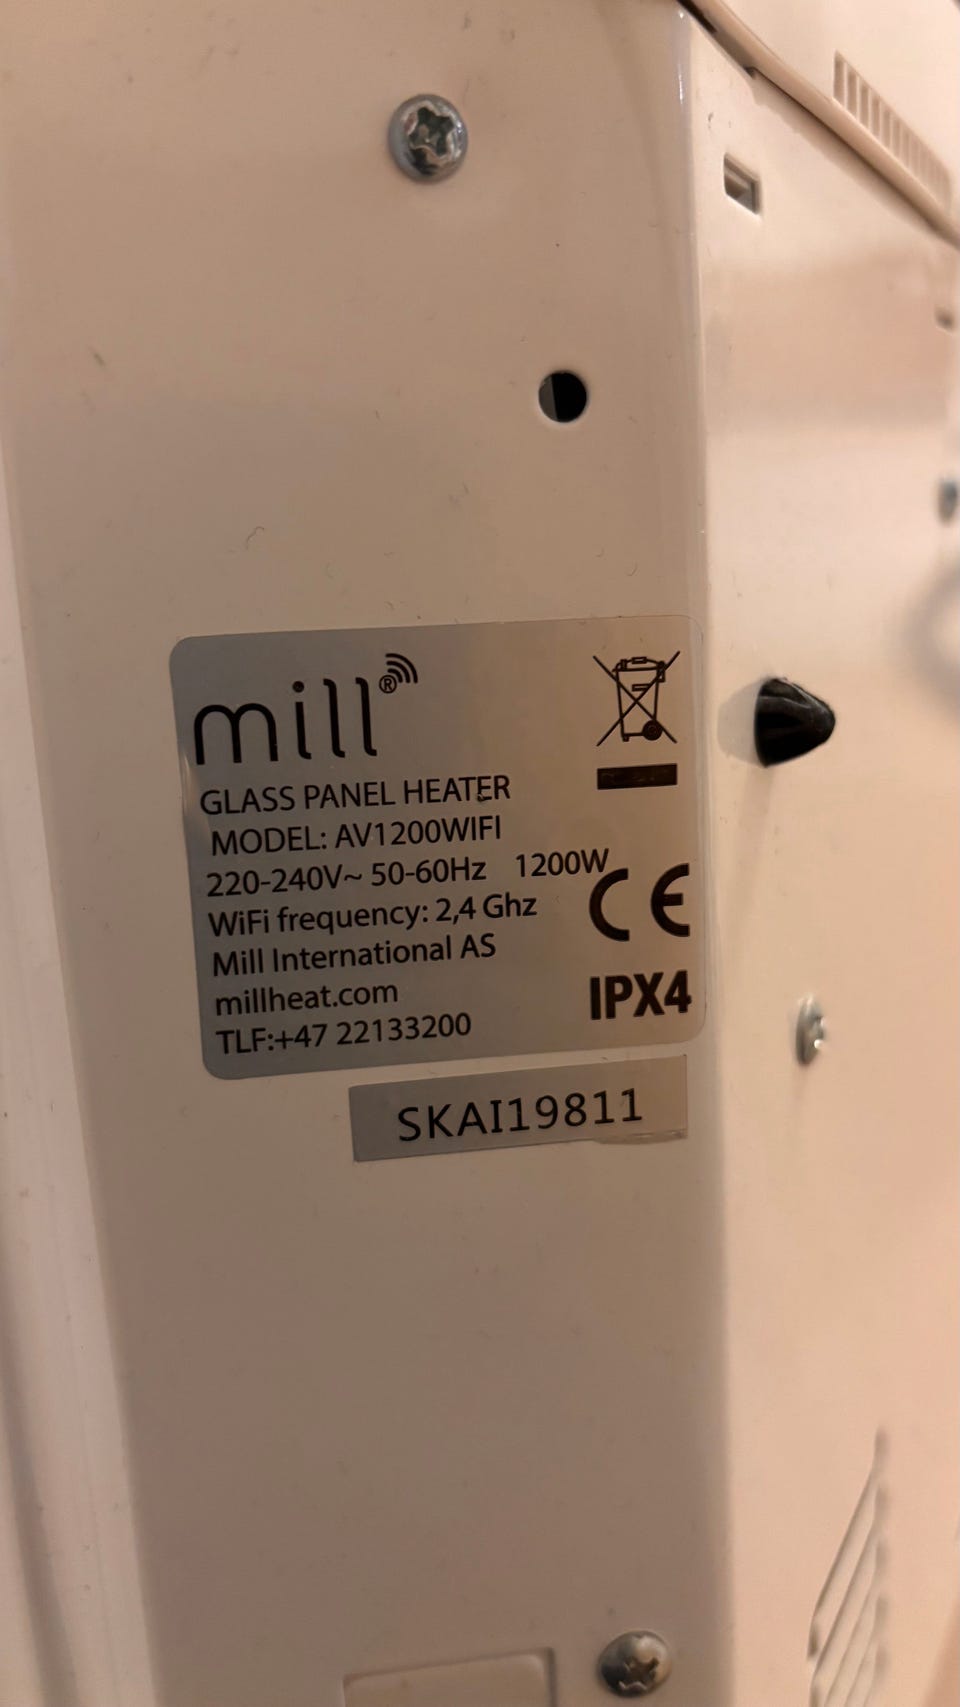 mill®
GLASS PANEL HEATER
MODEL: AV1200WIFI
220-240V~ 50-60Hz 1200W
WiFi frequency: 2,4 Ghz
CE
Mill International AS
millheat.com
IPX4
TLF:+47 22133200
SKAI19811